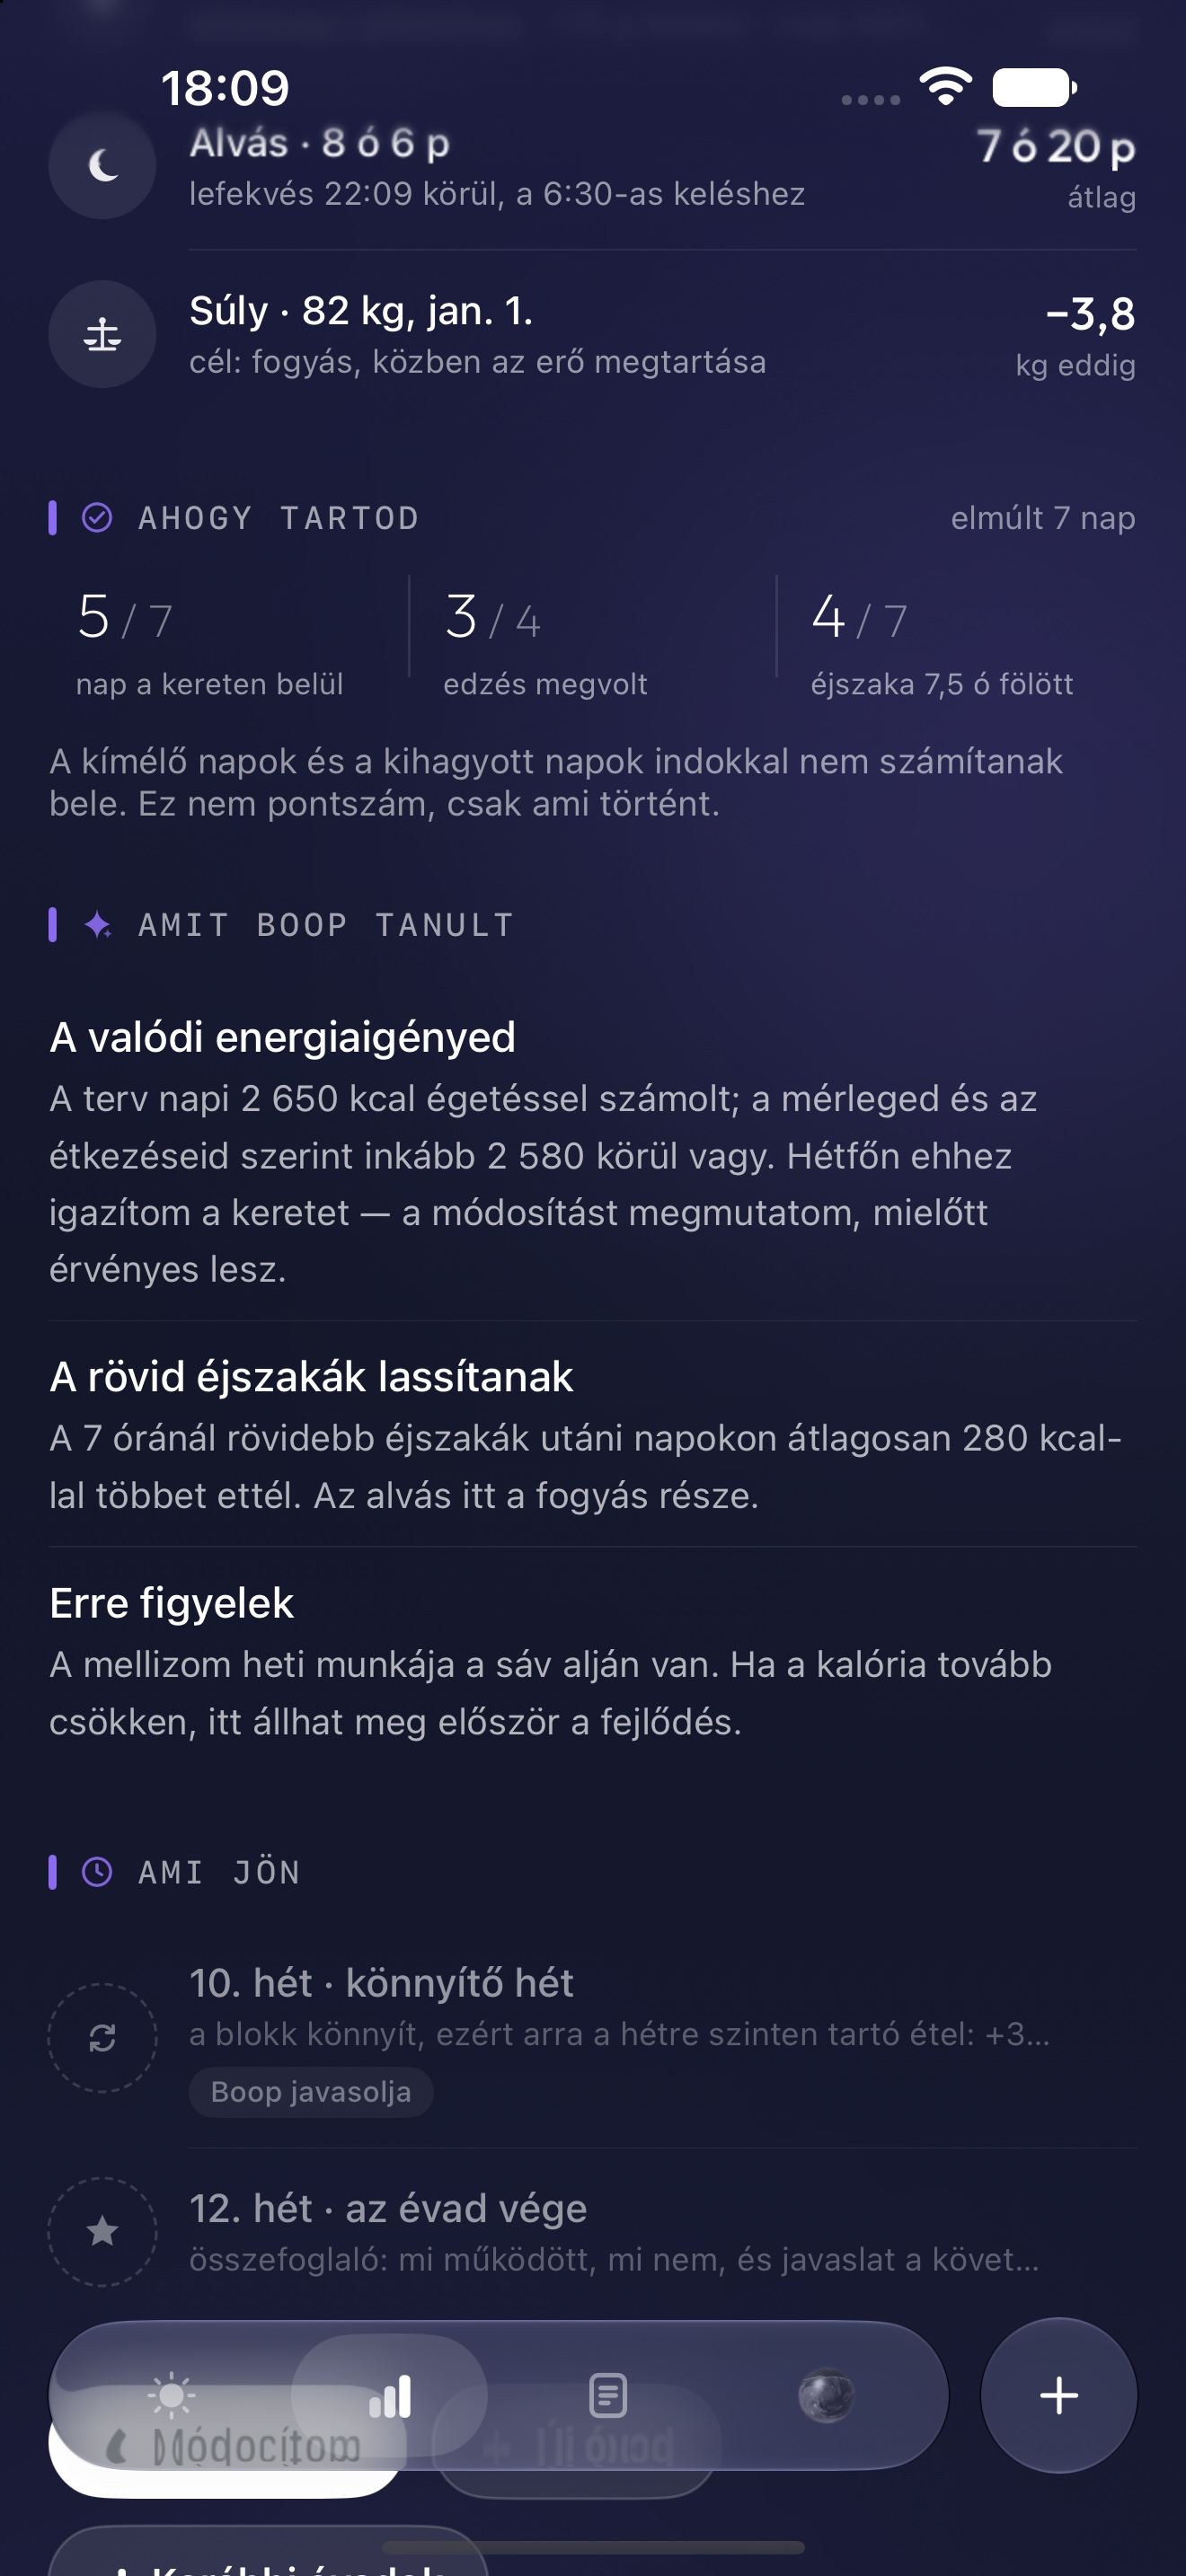 18:09
Alvás · 8 ó 6 p
7 ó 20 p
lefekvés 22:09 körül, a 6:30-as keléshez
átlag
Súly · 82 kg, jan. 1.
−3,8
cél: fogyás, közben az erő megtartása
kg eddig
AHOGY TARTOD
elmúlt 7 nap
5 / 7
3 / 4
4 / 7
nap a kereten belül
edzés megvolt
éjszaka 7,5 ó fölött
A kímélő napok és a kihagyott napok indokkal nem számítanak
bele. Ez nem pontszám, csak ami történt.
AMIT BOOP TANULT
A valódi energiaigényed
A terv napi 2 650 kcal égetéssel számolt; a mérleged és az
étkezéseid szerint inkább 2 580 körül vagy. Hétfőn ehhez
igazítom a keretet — a módosítást megmutatom, mielőtt
érvényes lesz.
A rövid éjszakák lassítanak
A 7 óránál rövidebb éjszakák utáni napokon átlagosan 280 kcal-
lal többet ettél. Az alvás itt a fogyás része.
Erre figyelek
A mellizom heti munkája a sáv alján van. Ha a kalória tovább
csökken, itt állhat meg először a fejlődés.
AMI JÖN
10. hét · könnyítő hét
a blokk könnyít, ezért arra a hétre szinten tartó étel: +3...
Boop javasolja
12. hét · az évad vége
összefoglaló: mi működött, mi nem, és javaslat a követ...